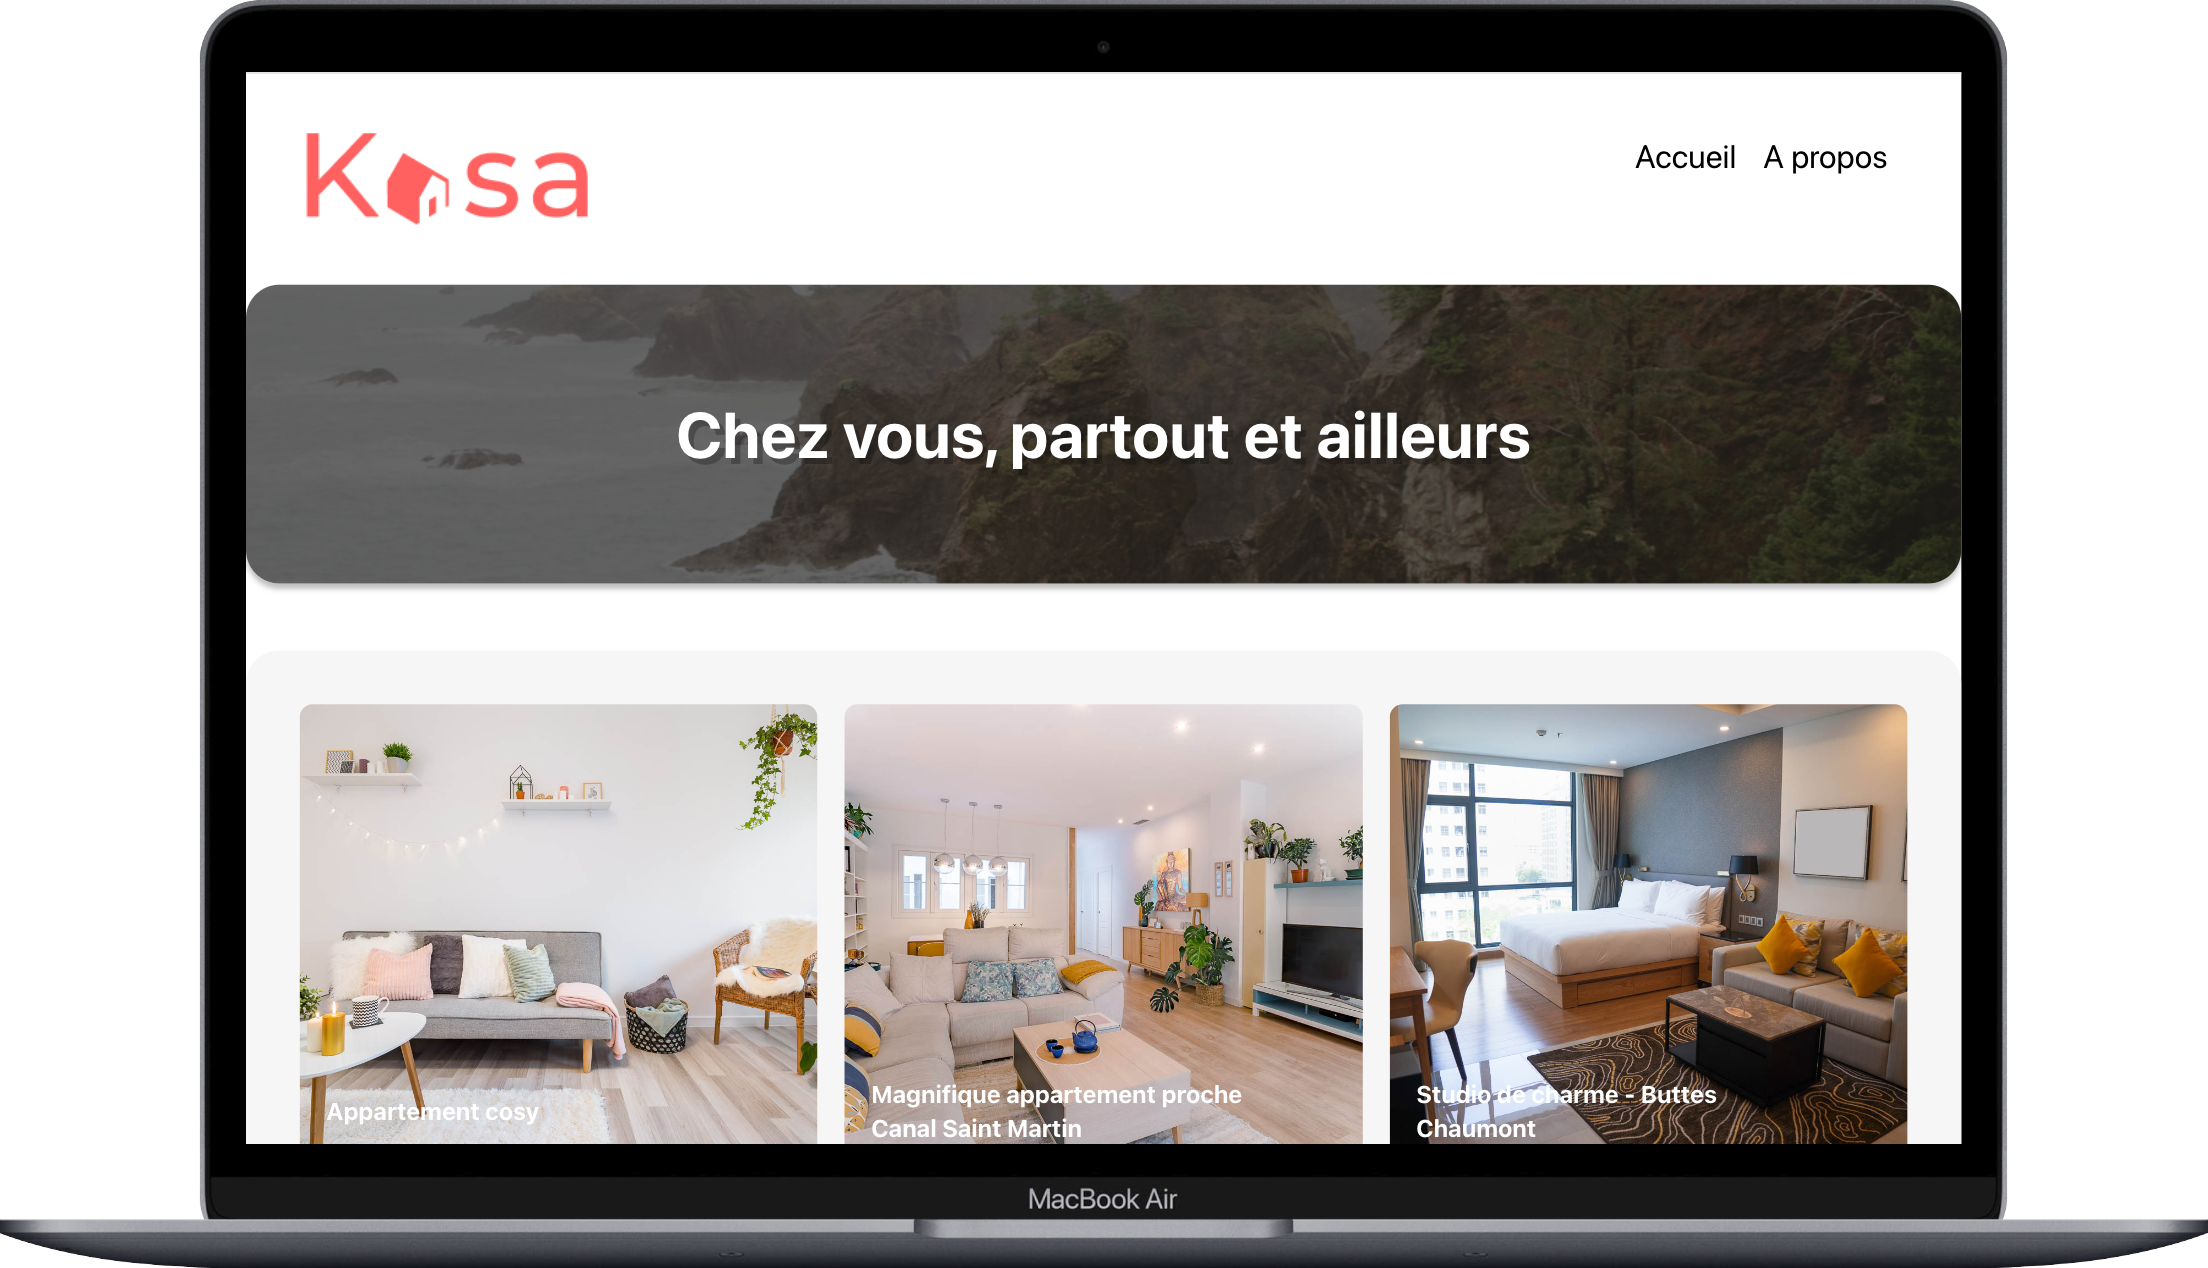 Kasa
Accueil A propos
Chez vous, partout et ailleurs
Appartement cosy
Magnifique appartement proche
Canal Saint Martin
Studio de charme - Buttes
Chaumont
MacBook Air